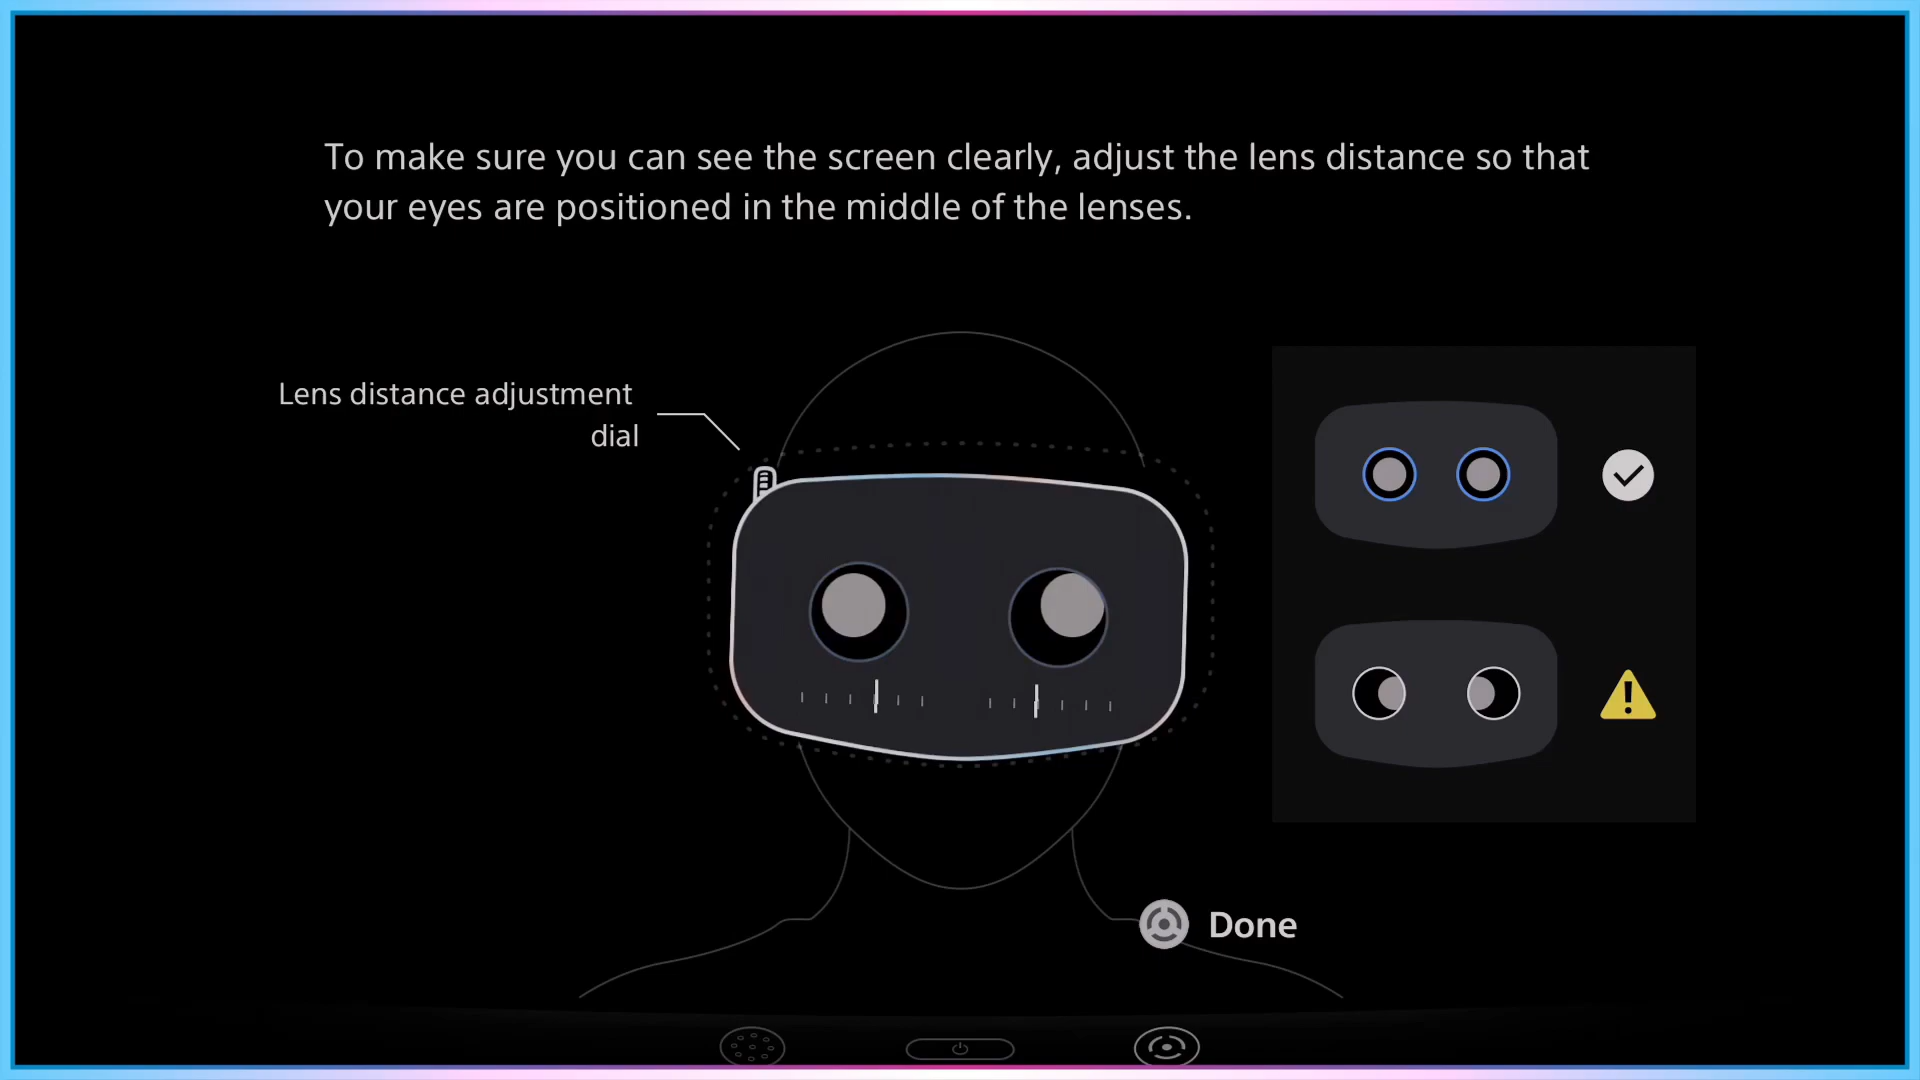 To make sure you can see the screen clearly, adjust the lens distance so that
your eyes are positioned in the middle of the lenses.
Lens distance adjustment
dial
Done